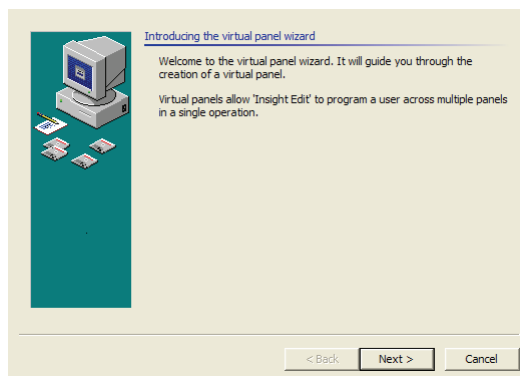 Introducing the virtual panel wizard
Welcome to the virtual panel wizard. It will guide you through the
creation of a virtual panel.
Virtual panels allow 'Insight Edit' to program a user across multiple panels
in a single operation.
< Back Next > Cancel